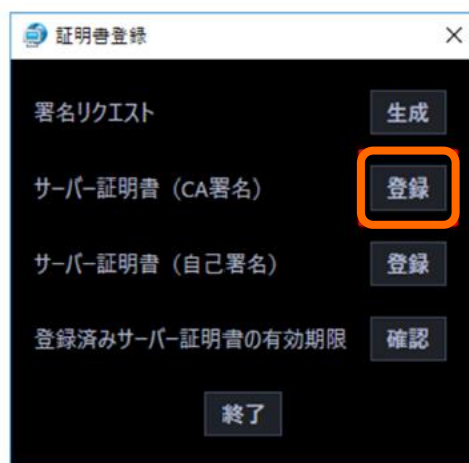 証明書登録
署名リクエスト 生成
サーバー証明書（CA署名） 登録
サーバー証明書（自己署名） 登録
登録済みサーバー証明書の有効期限 確認
終了